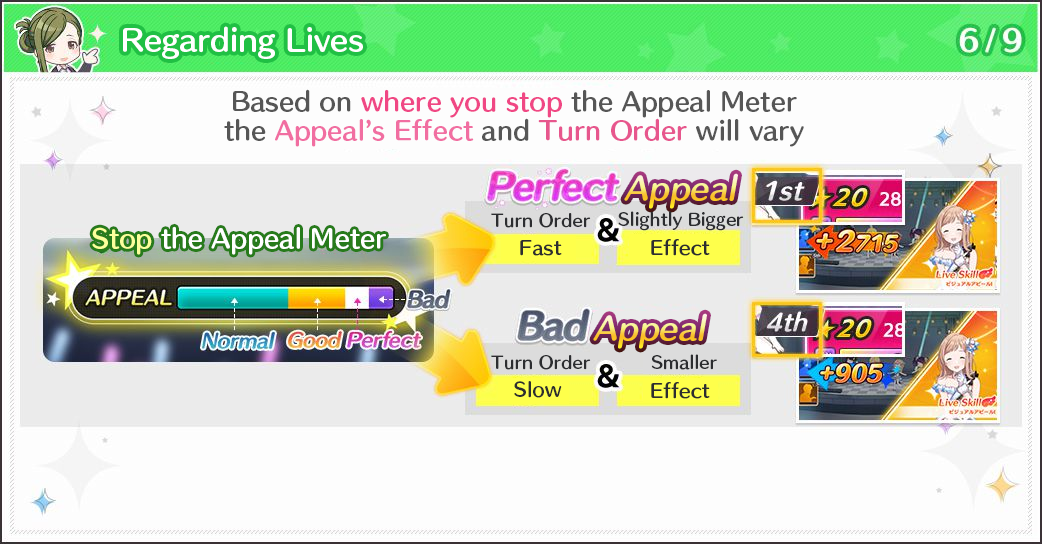 Regarding Lives
6/9
Based on where you stop the Appeal Meter
the Appeal's Effect and Turn Order will vary
Stop the Appeal Meter
APPEAL
Bad
Normal Good Perfect
Perfect Appeal
Turn Order & Slightly Bigger
Fast Effect
1st
+20 28
+2715
Live Skill
ビジュアルアピール!
Bad Appeal
Turn Order & Smaller
Slow Effect
4th
+20 28
+905
Live Skill
ビジュアルアピール!